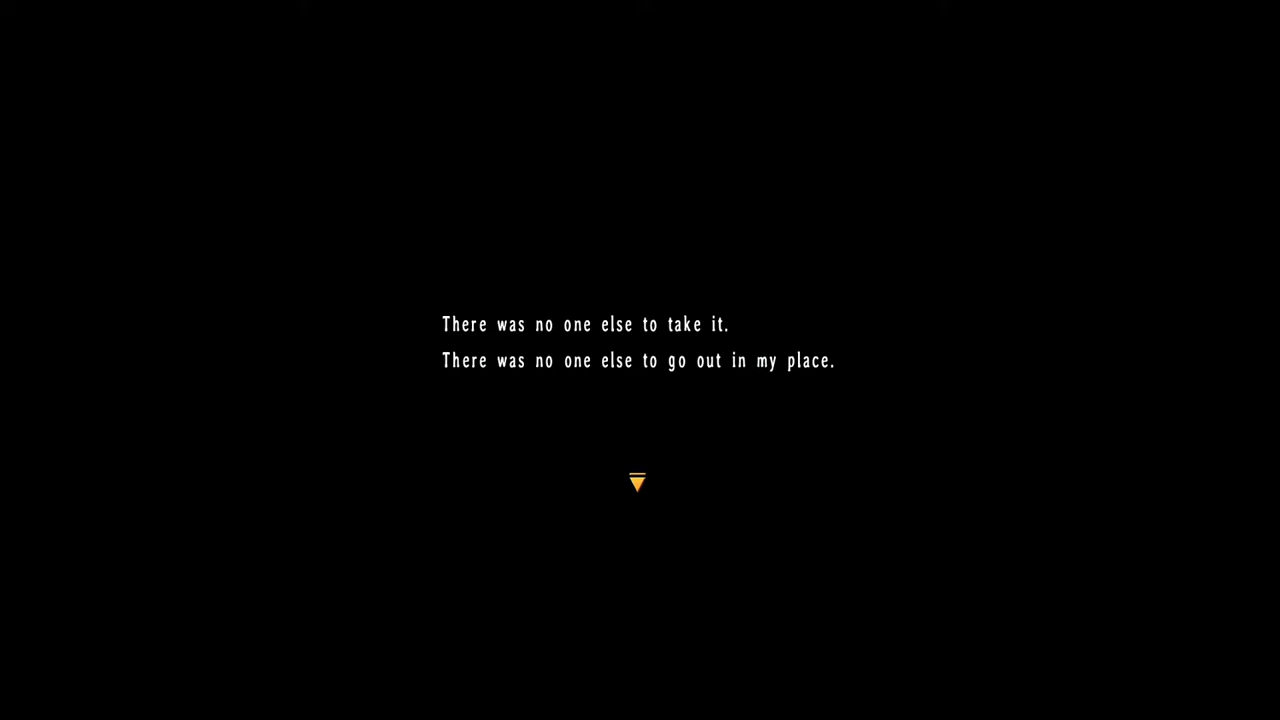 There was no one else to take it.
There was no one else to go out in my place.